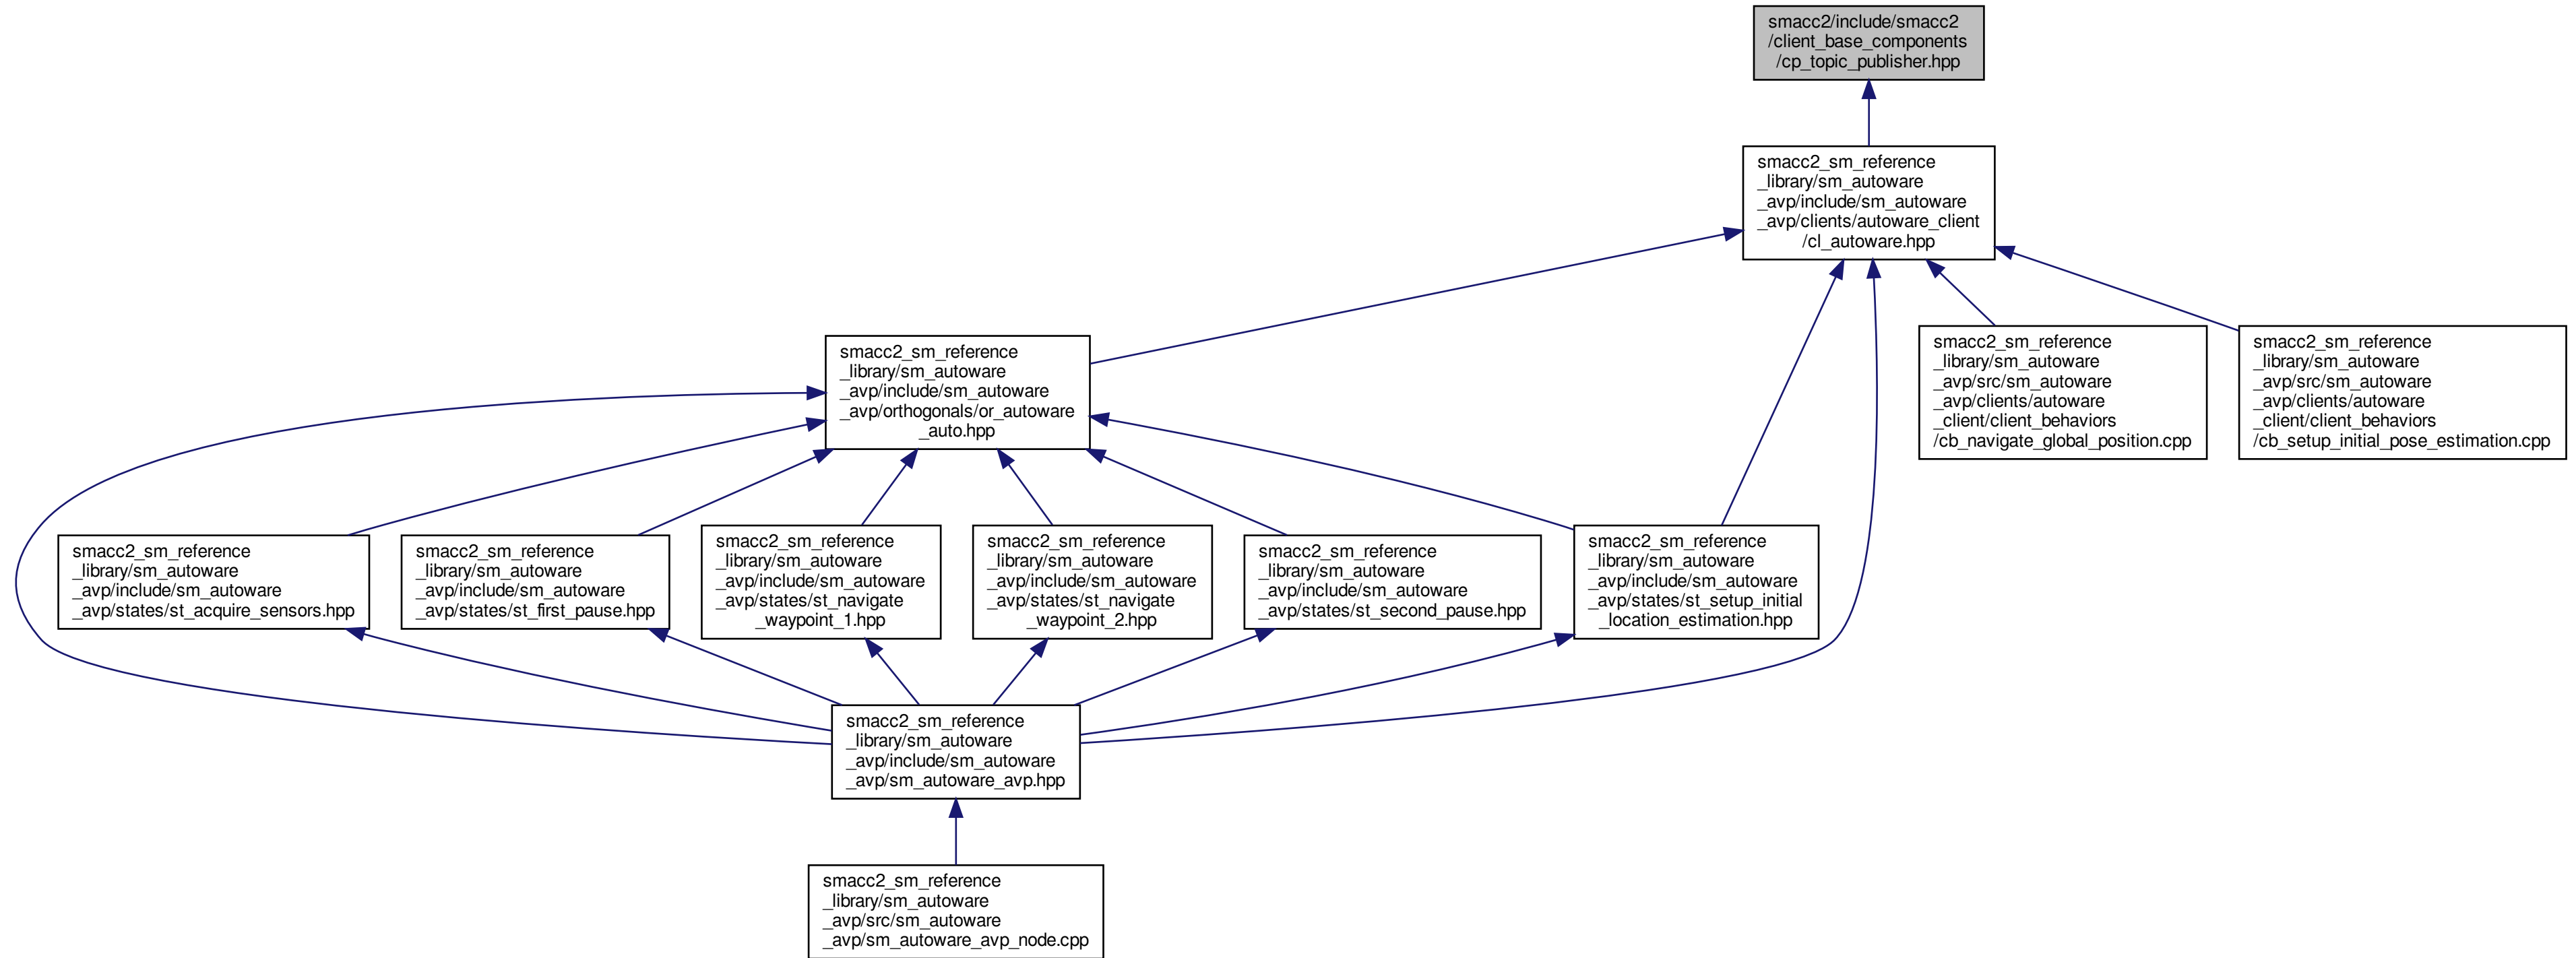 smacc2/include/smacc2
/client_base_components
/cp_topic_publisher.hpp
smacc2_sm_reference
_library/sm_autoware
_avp/include/sm_autoware
_avp/clients/autoware_client
/cl_autoware.hpp
smacc2_sm_reference
_library/sm_autoware
_avp/include/sm_autoware
_avp/orthogonals/or_autoware
_auto.hpp
smacc2_sm_reference
_library/sm_autoware
_avp/src/sm_autoware
_avp/clients/autoware
_client/client_behaviors
/cb_navigate_global_position.cpp
smacc2_sm_reference
_library/sm_autoware
_avp/src/sm_autoware
_avp/clients/autoware
_client/client_behaviors
/cb_setup_initial_pose_estimation.cpp
smacc2_sm_reference
_library/sm_autoware
_avp/include/sm_autoware
_avp/states/st_acquire_sensors.hpp
smacc2_sm_reference
_library/sm_autoware
_avp/include/sm_autoware
_avp/states/st_first_pause.hpp
smacc2_sm_reference
_library/sm_autoware
_avp/include/sm_autoware
_avp/states/st_navigate
_waypoint_1.hpp
smacc2_sm_reference
_library/sm_autoware
_avp/include/sm_autoware
_avp/states/st_navigate
_waypoint_2.hpp
smacc2_sm_reference
_library/sm_autoware
_avp/include/sm_autoware
_avp/states/st_second_pause.hpp
smacc2_sm_reference
_library/sm_autoware
_avp/include/sm_autoware
_avp/states/st_setup_initial
_location_estimation.hpp
smacc2_sm_reference
_library/sm_autoware
_avp/include/sm_autoware
_avp/sm_autoware_avp.hpp
smacc2_sm_reference
_library/sm_autoware
_avp/src/sm_autoware
_avp/sm_autoware_avp_node.cpp